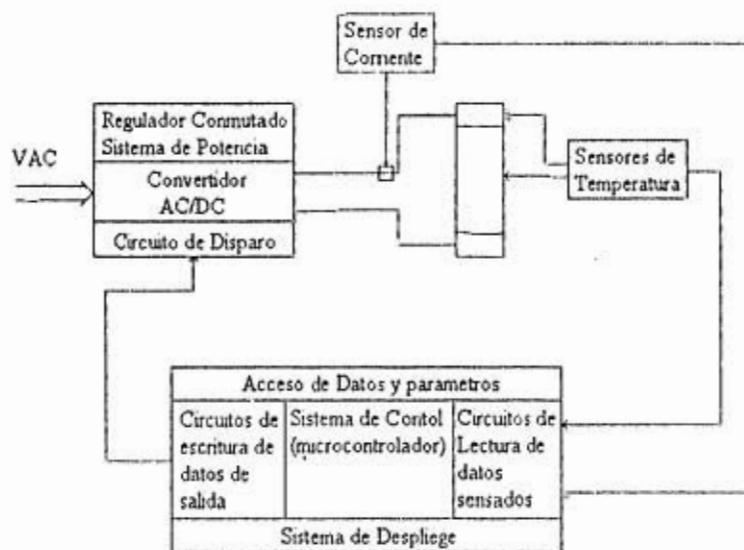 Sensor de
Corriente
Regulador Conmutado
Sistema de Potencia
VAC
Convertidor
AC/DC
Circuito de Disparo
Sensores de
Temperatura
Acceso de Datos y parametros
Circuitos de
escritura de
datos de
salida
Sistema de Contol
(microcontrolador)
Circuitos de
Lectura de
datos
sensados
Sistema de Despliege